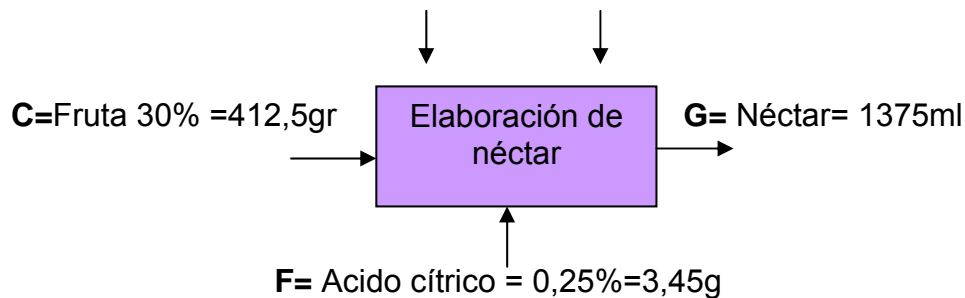 C=Fruta 30% =412,5gr
Elaboración de
néctar
G= Néctar= 1375ml
F= Acido cítrico = 0,25%=3,45g